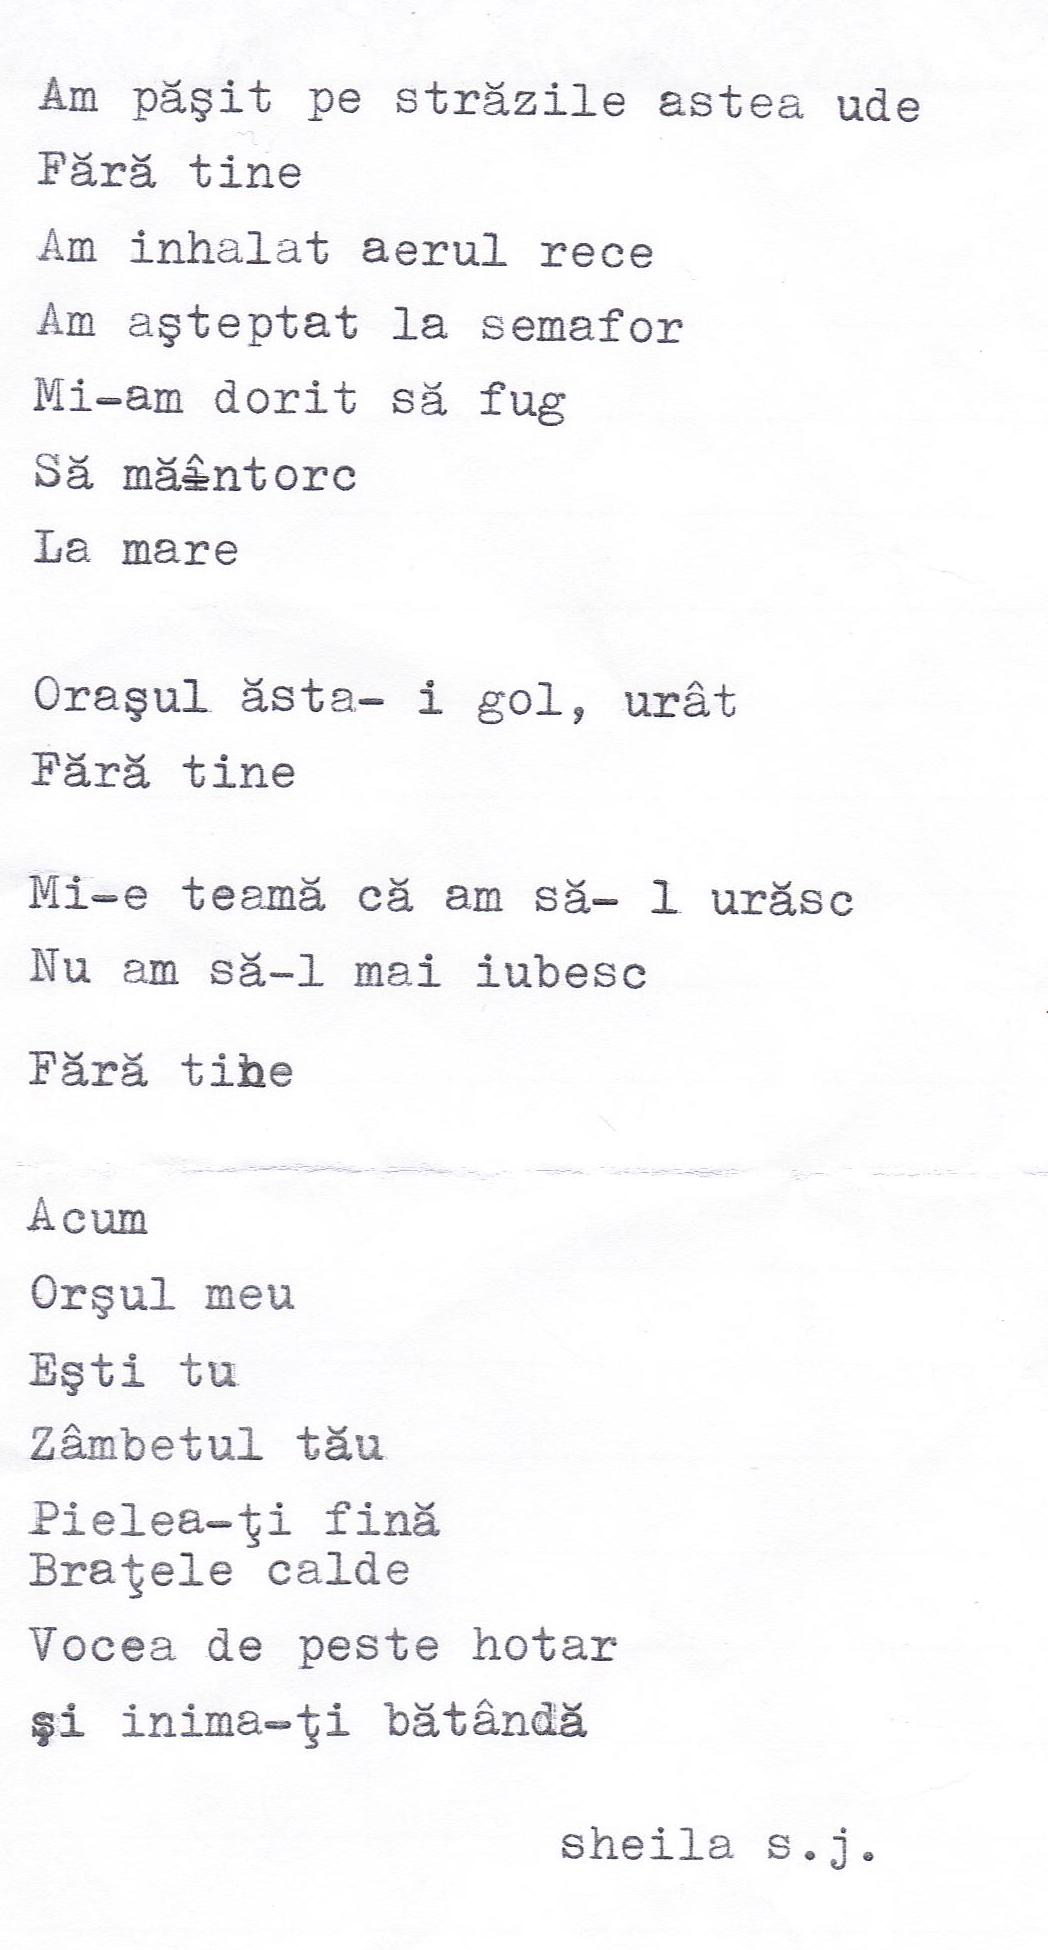 Am păşit pe străzile astea ude
Fără tine
Am inhalat aerul rece
Am aştept­at la semafor
Mi-am dorit să fug
Să măântorc
La mare
Oraşul ăsta- i gol, urât
Fără tine
Mi-e teamă că am să- l urăsc
Nu am să-l mai iubesc
Fără tine
Acum
Orşul meu
Eşti tu
Zâmbetul tău
Pielea-ţi fină
Braţele calde
Vocea de peste hotar
şi inima-ţi bătândă
sheila s.j.